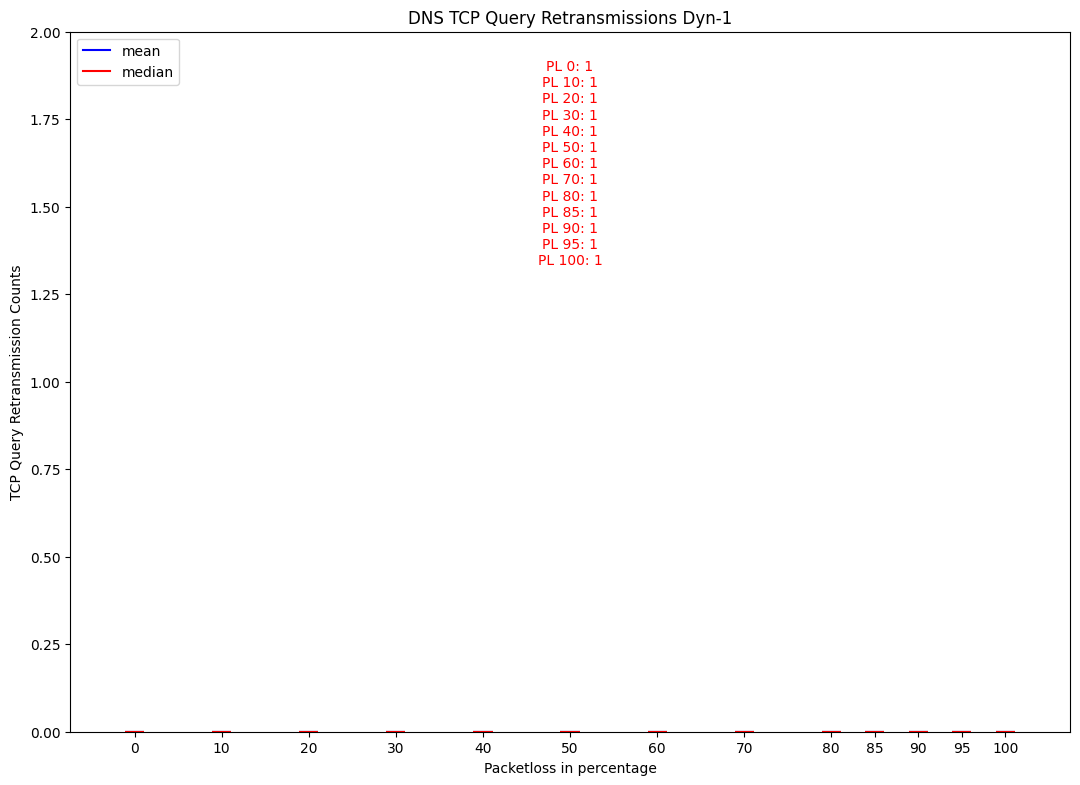 DNS TCP Query Retransmissions Dyn-1
mean
median
PL 0: 1
PL 10: 1
PL 20: 1
PL 30: 1
PL 40: 1
PL 50: 1
PL 60: 1
PL 70: 1
PL 80: 1
PL 85: 1
PL 90: 1
PL 95: 1
PL 100: 1
2.00
1.75
1.50
1.25
1.00
0.75
0.50
0.25
0.00
TCP Query Retransmission Counts
0 10 20 30 40 50 60 70 80 85 90 95 100
Packetloss in percentage